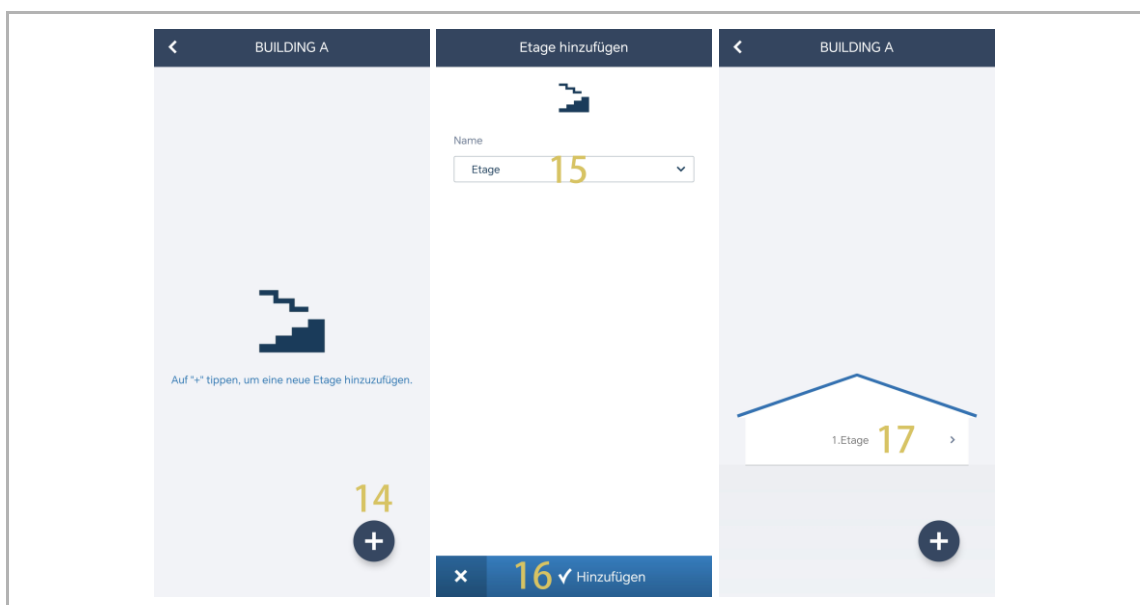 BUILDING A
Auf "+" tippen, um eine neue Etage hinzuzufügen.
14
Etage hinzufügen
Name
Etage
15
16
Hinzufügen
BUILDING A
1.Etage
17